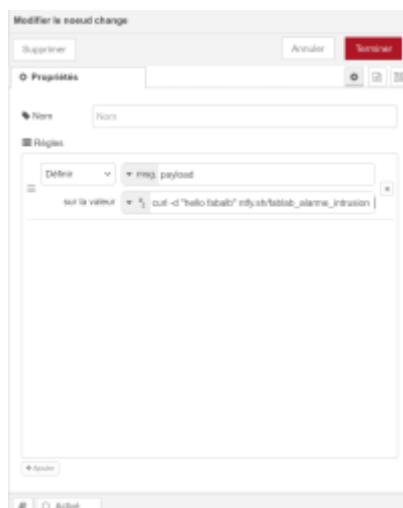 Modifier le noeud change
Supprimer Annuler Terminer
Propriétés
Nom Nom
Règles
Définir msg. payload
sur la valeur curl -d "hello fabalb" ntfy.sh/fablab_alarme_intrusion
Ajouter
Activé